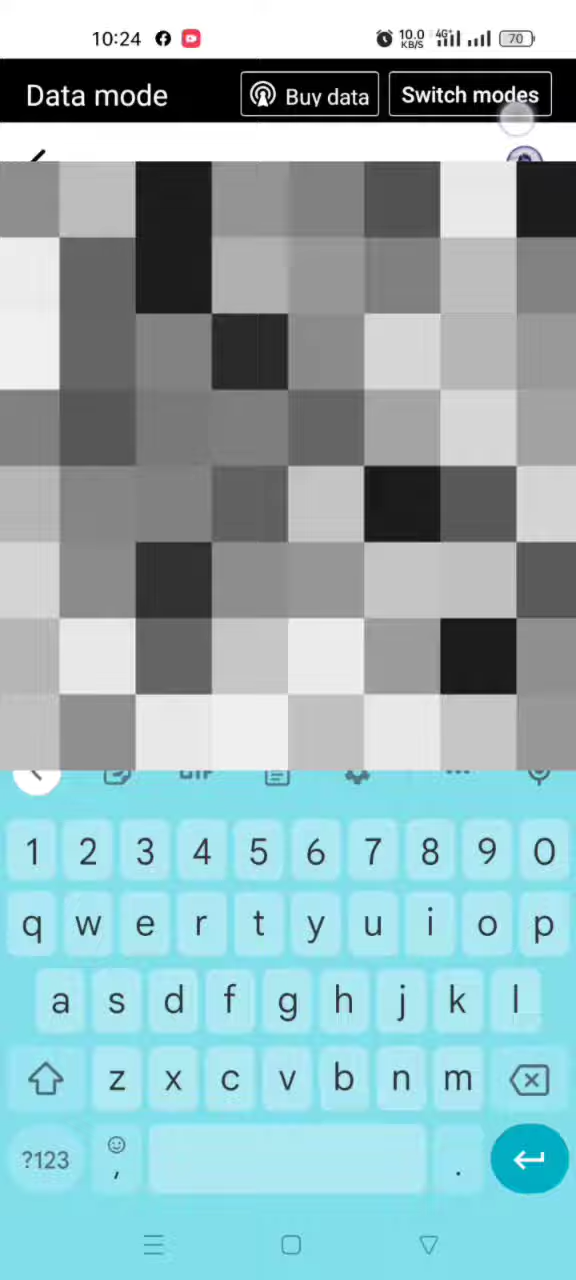 10:24 10.0 KB/S 4G+ 70
Data mode Buy data Switch modes
GIF
1 2 3 4 5 6 7 8 9 0
q w e r t y u i o p
a s d f g h j k l
z x c v b n m
?123 , .